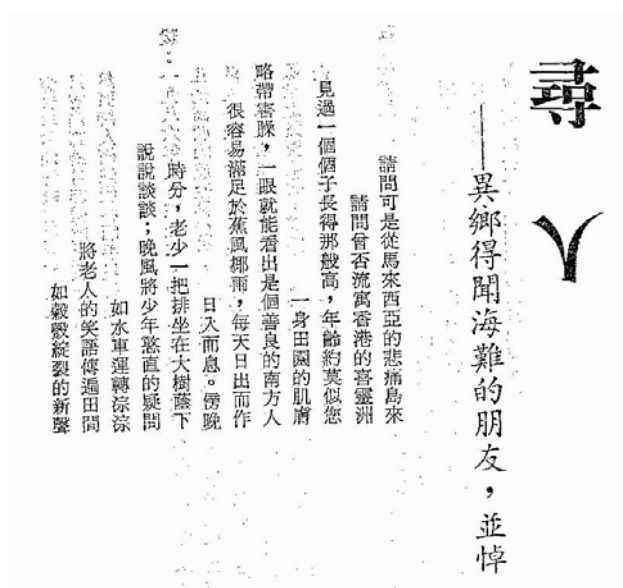 尋人
——異鄉得聞海難的朋友，並悼
請問可是從馬來西亞的悲痛島來
請問曾否流寓香港的喜靈洲
見過一個個子長得那般高，年齡約莫似您
一身田園的肌膚
略帶害臊，一眼就能看出是個善良的南方人
很容易滿足於蕉風椰雨，每天日出而作
日入而息。傍晚
時分，老少一把排坐在大樹蔭下
說說談談；晚風將少年憨直的疑問
如水車運轉淙淙
將老人的笑語傳遍田間
如穀殼綻裂的新聲